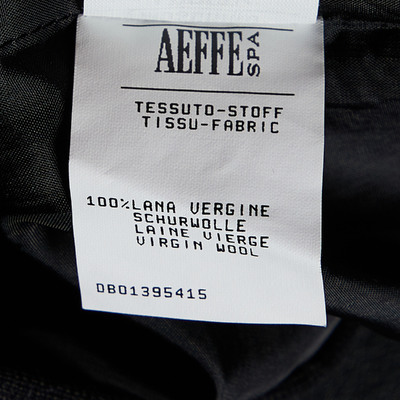 AEFFE SPA
TESSUTO-STOFF
TISSU-FABRIC
100%LANA VERGINE
SCHURWOLLE
LAINE VIERGE
VIRGIN WOOL
DB01395415